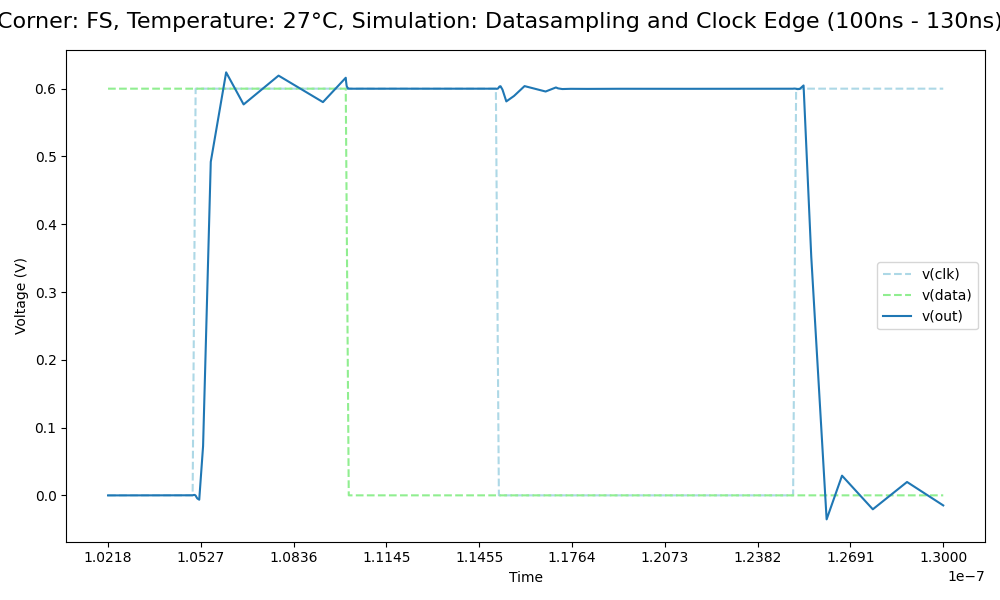 Corner: FS, Temperature: 27°C, Simulation: Datasampling and Clock Edge (100ns - 130ns)
0.6
0.5
0.4
0.3
0.2
0.1
0.0
Voltage (V)
v(clk)
v(data)
v(out)
1.0218 1.0527 1.0836 1.1145 1.1455 1.1764 1.2073 1.2382 1.2691 1.3000
1e−7
Time